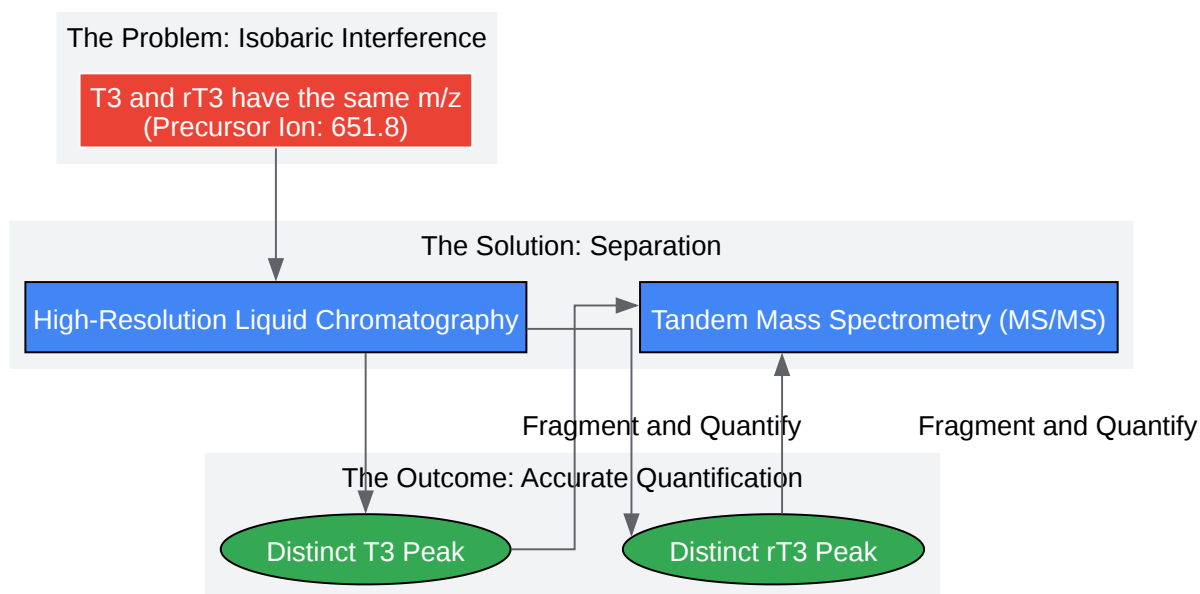 The Problem: Isobaric Interference
T3 and rT3 have the same m/z
(Precursor Ion: 651.8)
The Solution: Separation
High-Resolution Liquid Chromatography
Tandem Mass Spectrometry (MS/MS)
Fragment and Quantify
Fragment and Quantify
The Outcome: Accurate Quantification
Distinct T3 Peak
Distinct rT3 Peak